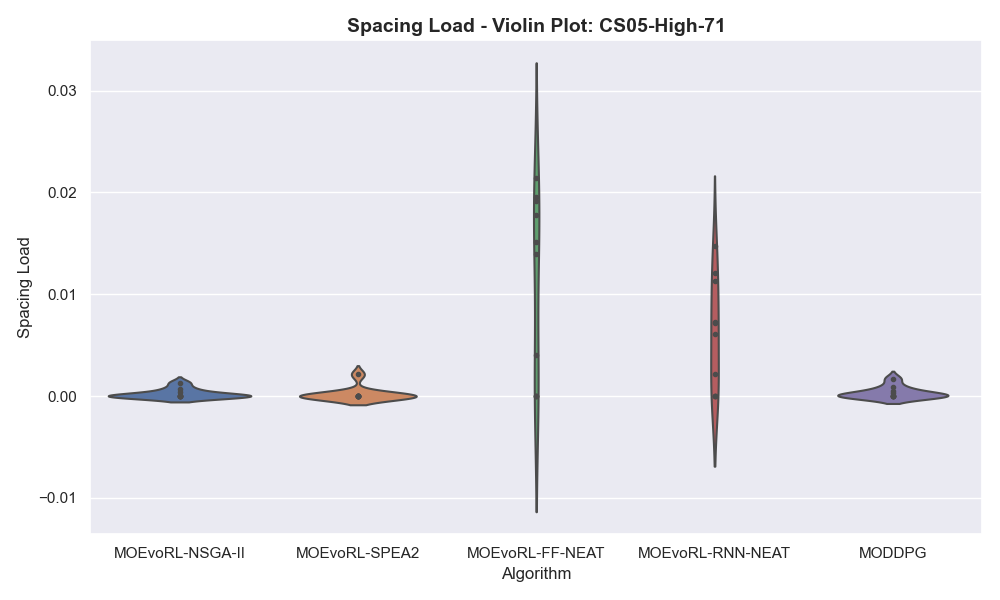 Spacing Load - Violin Plot: CS05-High-71
0.03
0.02
0.01
0.00
−0.01
Spacing Load
MOEvoRL-NSGA-II
MOEvoRL-SPEA2
MOEvoRL-FF-NEAT
MOEvoRL-RNN-NEAT
MODDPG
Algorithm